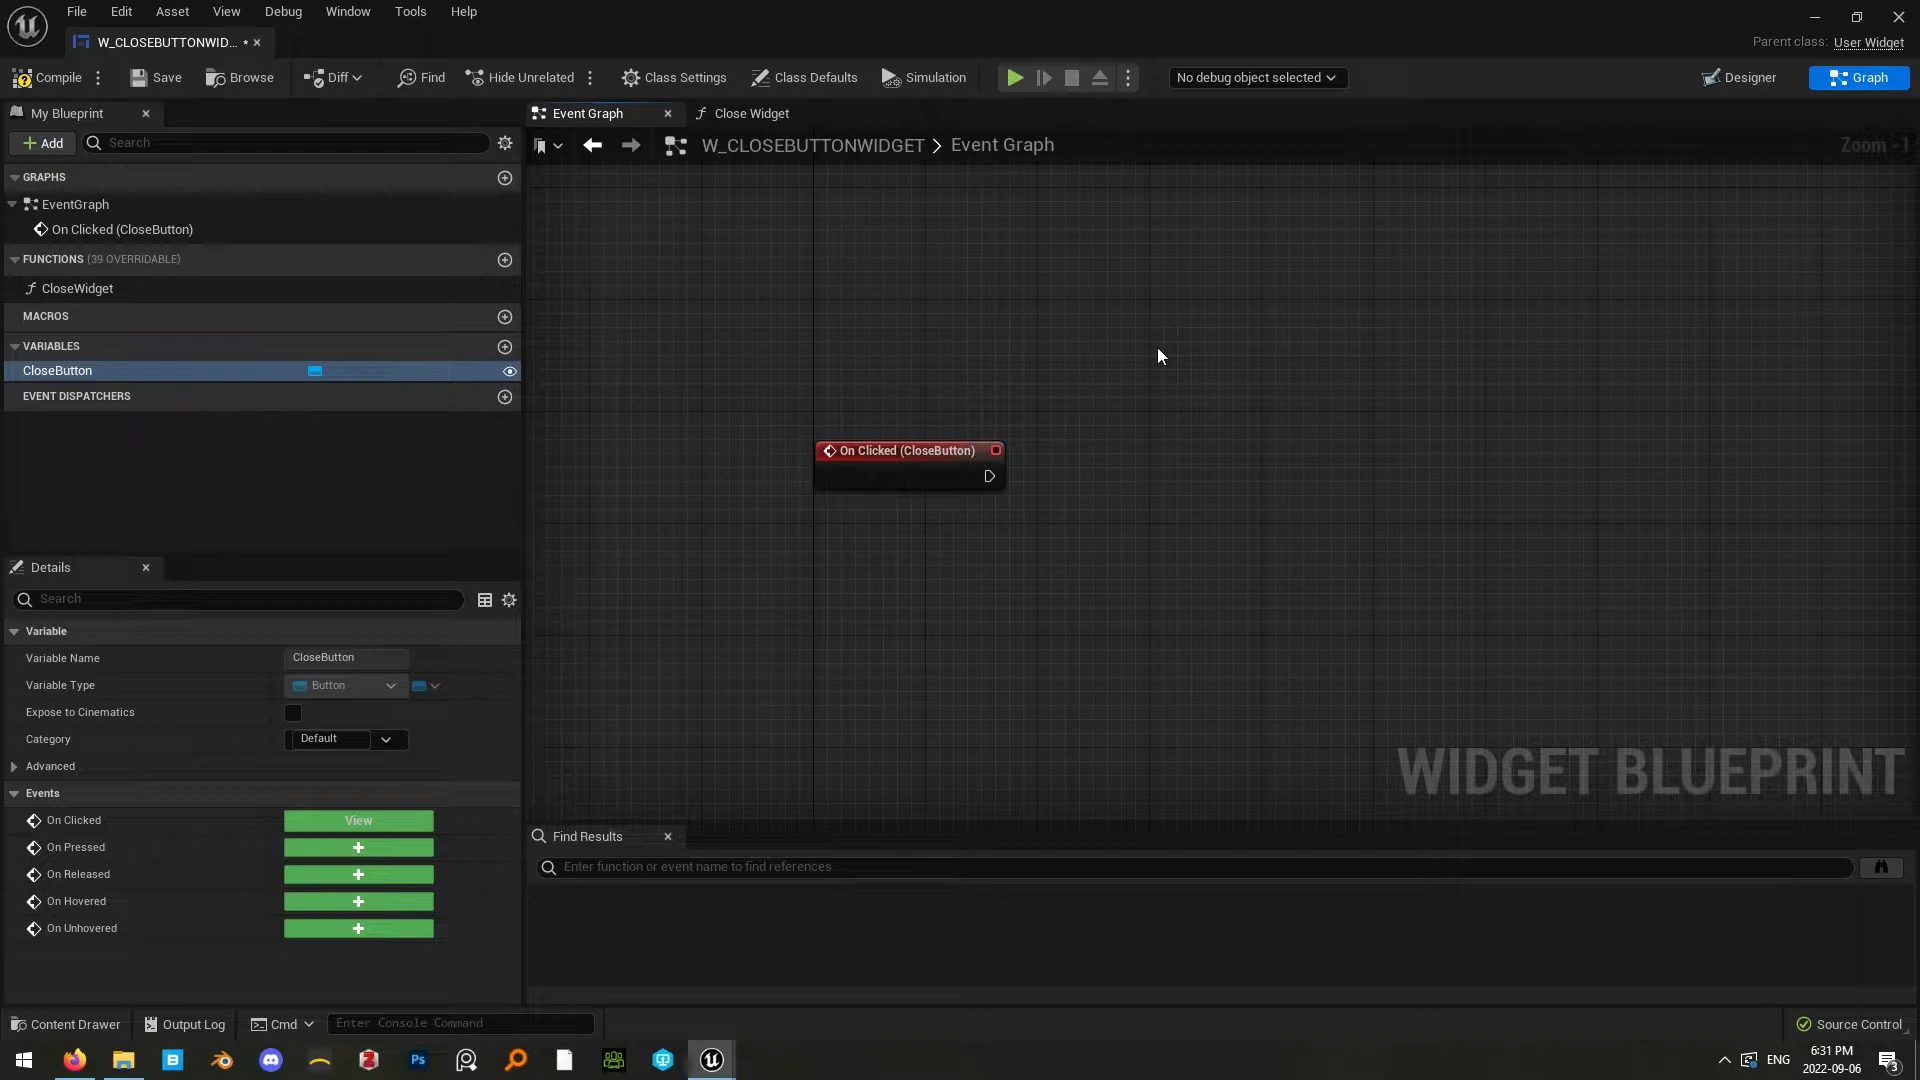 File Edit Asset View Debug Window Tools Help
W_CLOSEBUTTONWID... *
Parent class: User Widget
Compile Save Browse Diff Find Hide Unrelated Class Settings Class Defaults Simulation No debug object selected Designer Graph
My Blueprint
Event Graph
Close Widget
Add
Search
W_CLOSEBUTTONWIDGET > Event Graph
Zoom -1
GRAPHS
EventGraph
On Clicked (CloseButton)
FUNCTIONS (39 OVERRIDABLE)
CloseWidget
MACROS
VARIABLES
CloseButton
EVENT DISPATCHERS
On Clicked (CloseButton)
WIDGET BLUEPRINT
Details
Search
Variable
Variable Name CloseButton
Variable Type Button
Expose to Cinematics
Category Default
Advanced
Events
On Clicked View
On Pressed
On Released
On Hovered
On Unhovered
Find Results
Enter function or event name to find references
Content Drawer Output Log Cmd Enter Console Command Source Control
Ps
ENG
6:31 PM
2022-09-06
3